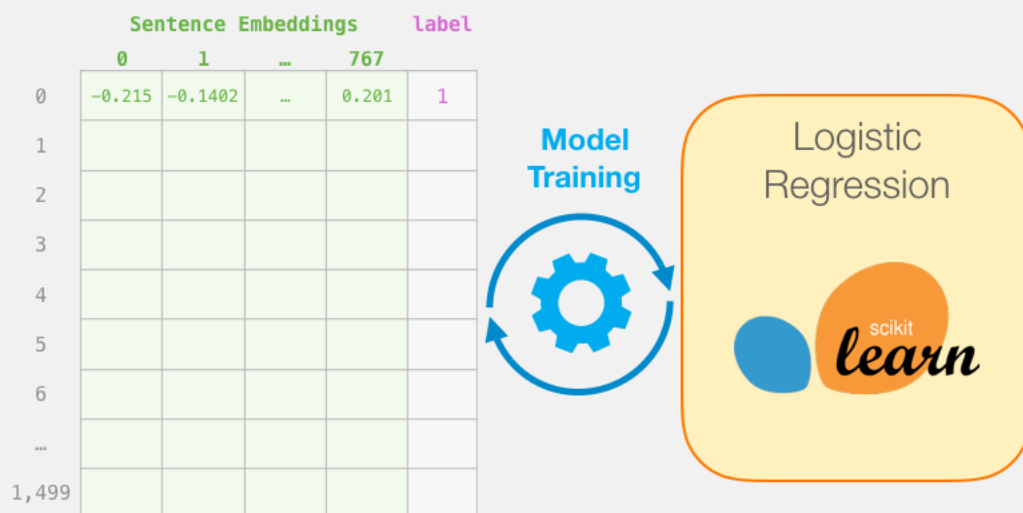 Sentence Embeddings label
0 1 … 767
0 −0.215 −0.1402 … 0.201 1
1
2
3
4
5
6
…
1,499
Model
Training
Logistic
Regression
scikit
learn